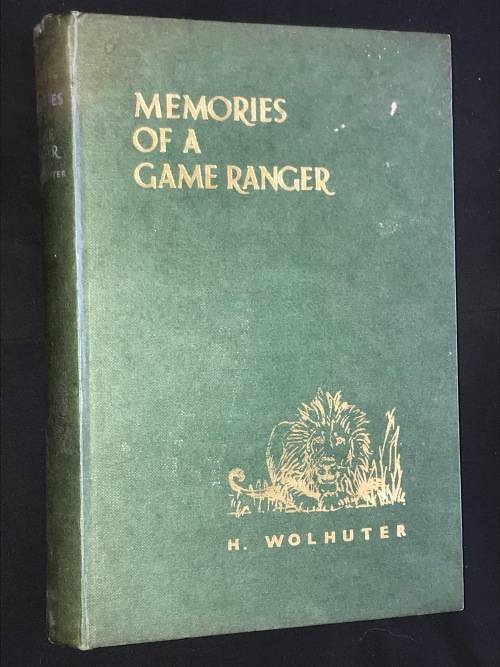 MEMORIES
OF A
GAME RANGER
H. WOLHUTER